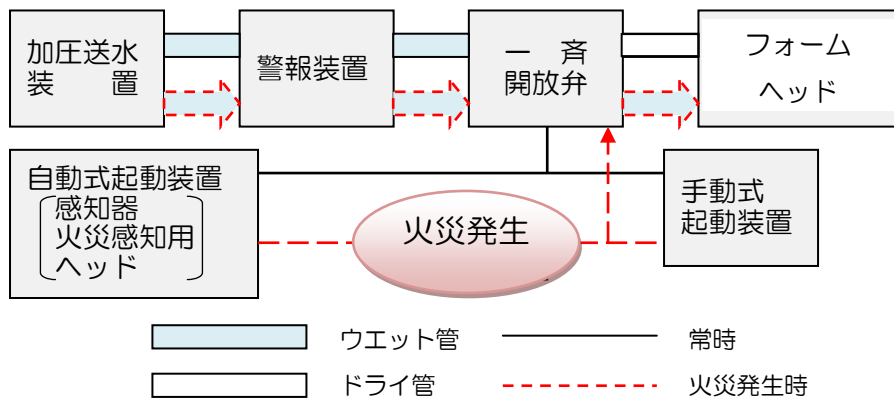 加圧送水
装　　置
警報装置
一　斉
開放弁
フォーム
ヘッド
自動式起動装置
感知器
火災感知用
ヘッド
火災発生
手動式
起動装置
ウエット管
常時
ドライ管
火災発生時